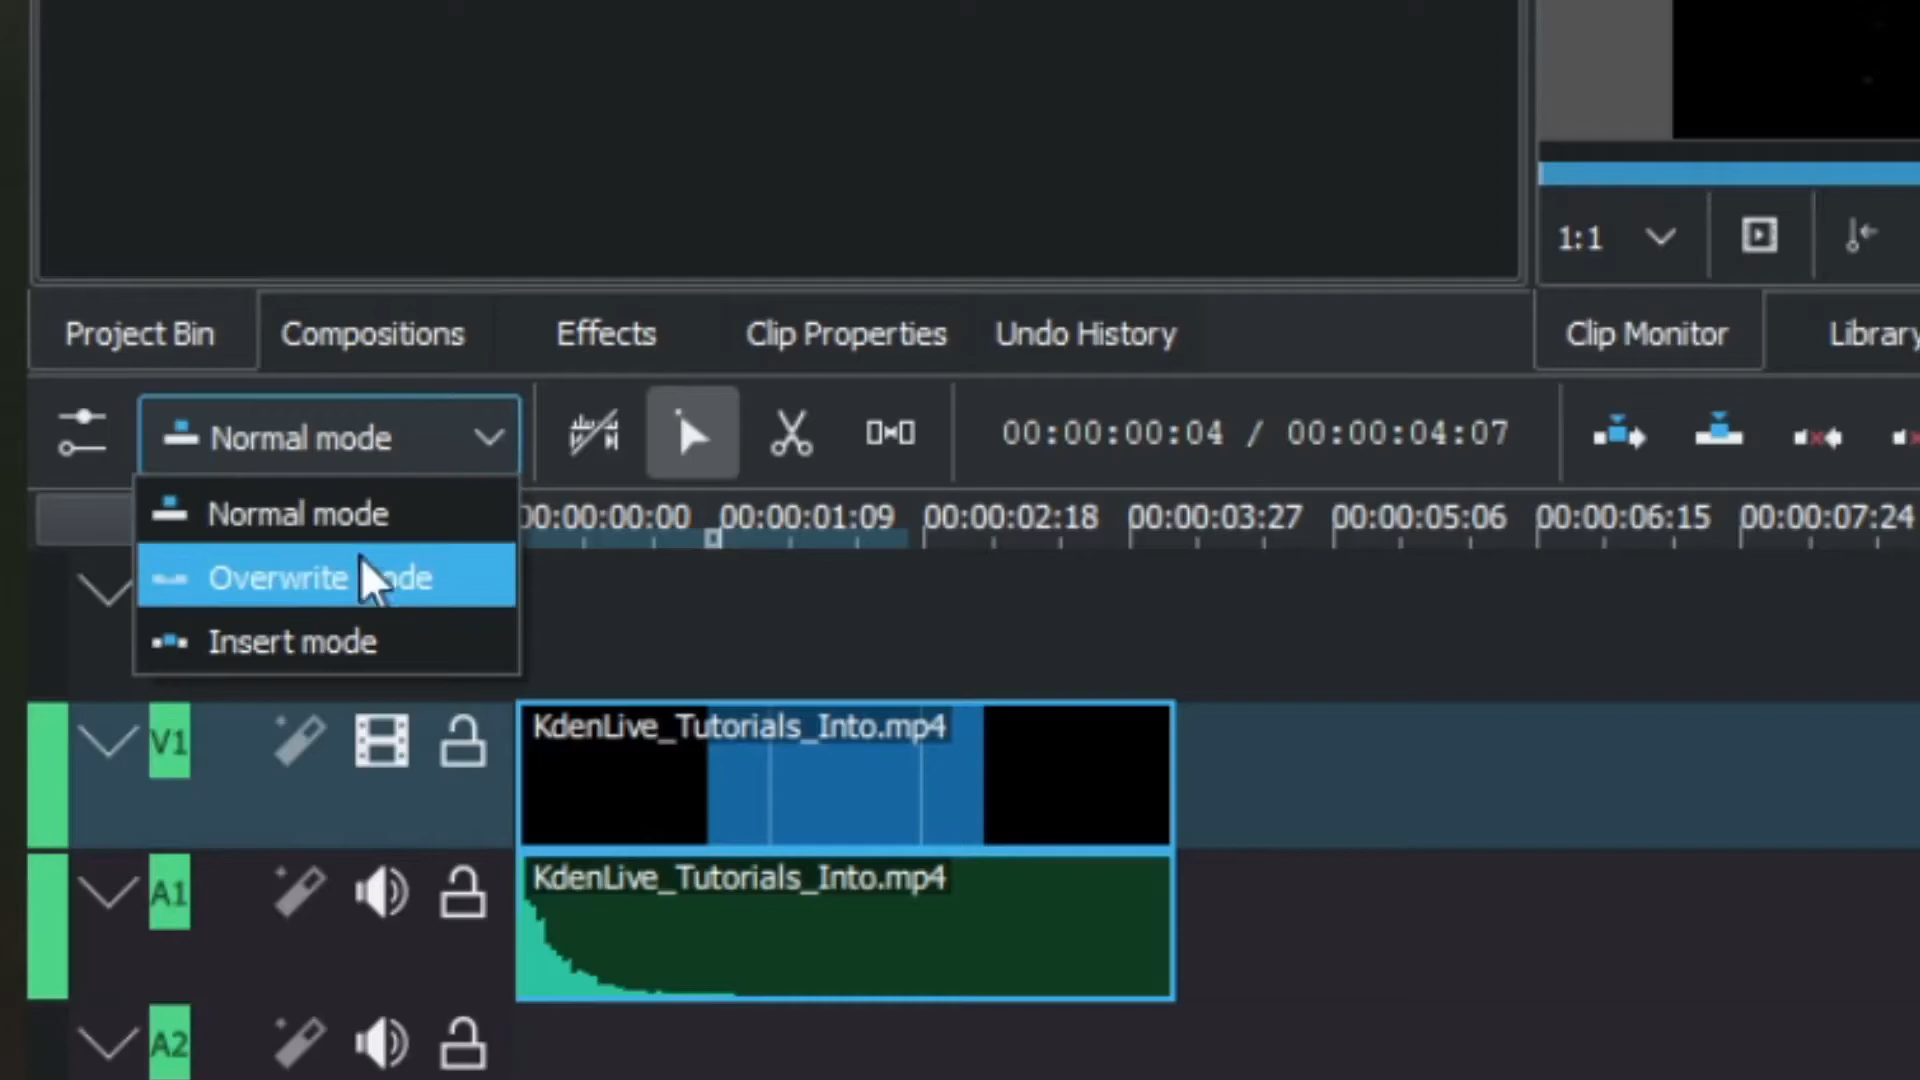 1:1
Project Bin Compositions Effects Clip Properties Undo History Clip Monitor Library
Normal mode 00:00:00:04 / 00:00:04:07
Normal mode
00:00:00:00 00:00:01:09 00:00:02:18 00:00:03:27 00:00:05:06 00:00:06:15 00:00:07:24
Overwrite mode
Insert mode
V1 KdenLive_Tutorials_Into.mp4
A1 KdenLive_Tutorials_Into.mp4
A2